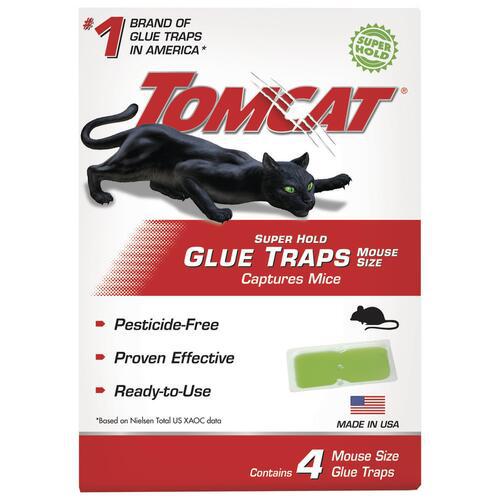 #1 BRAND OF
GLUE TRAPS
IN AMERICA*
SUPER
HOLD
TOMCAT®
SUPER HOLD
GLUE TRAPS MOUSE
SIZE
Captures Mice
Pesticide-Free
Proven Effective
Ready-to-Use
*Based on Nielsen Total US XAOC data
MADE IN USA
Contains 4 Mouse Size
Glue Traps